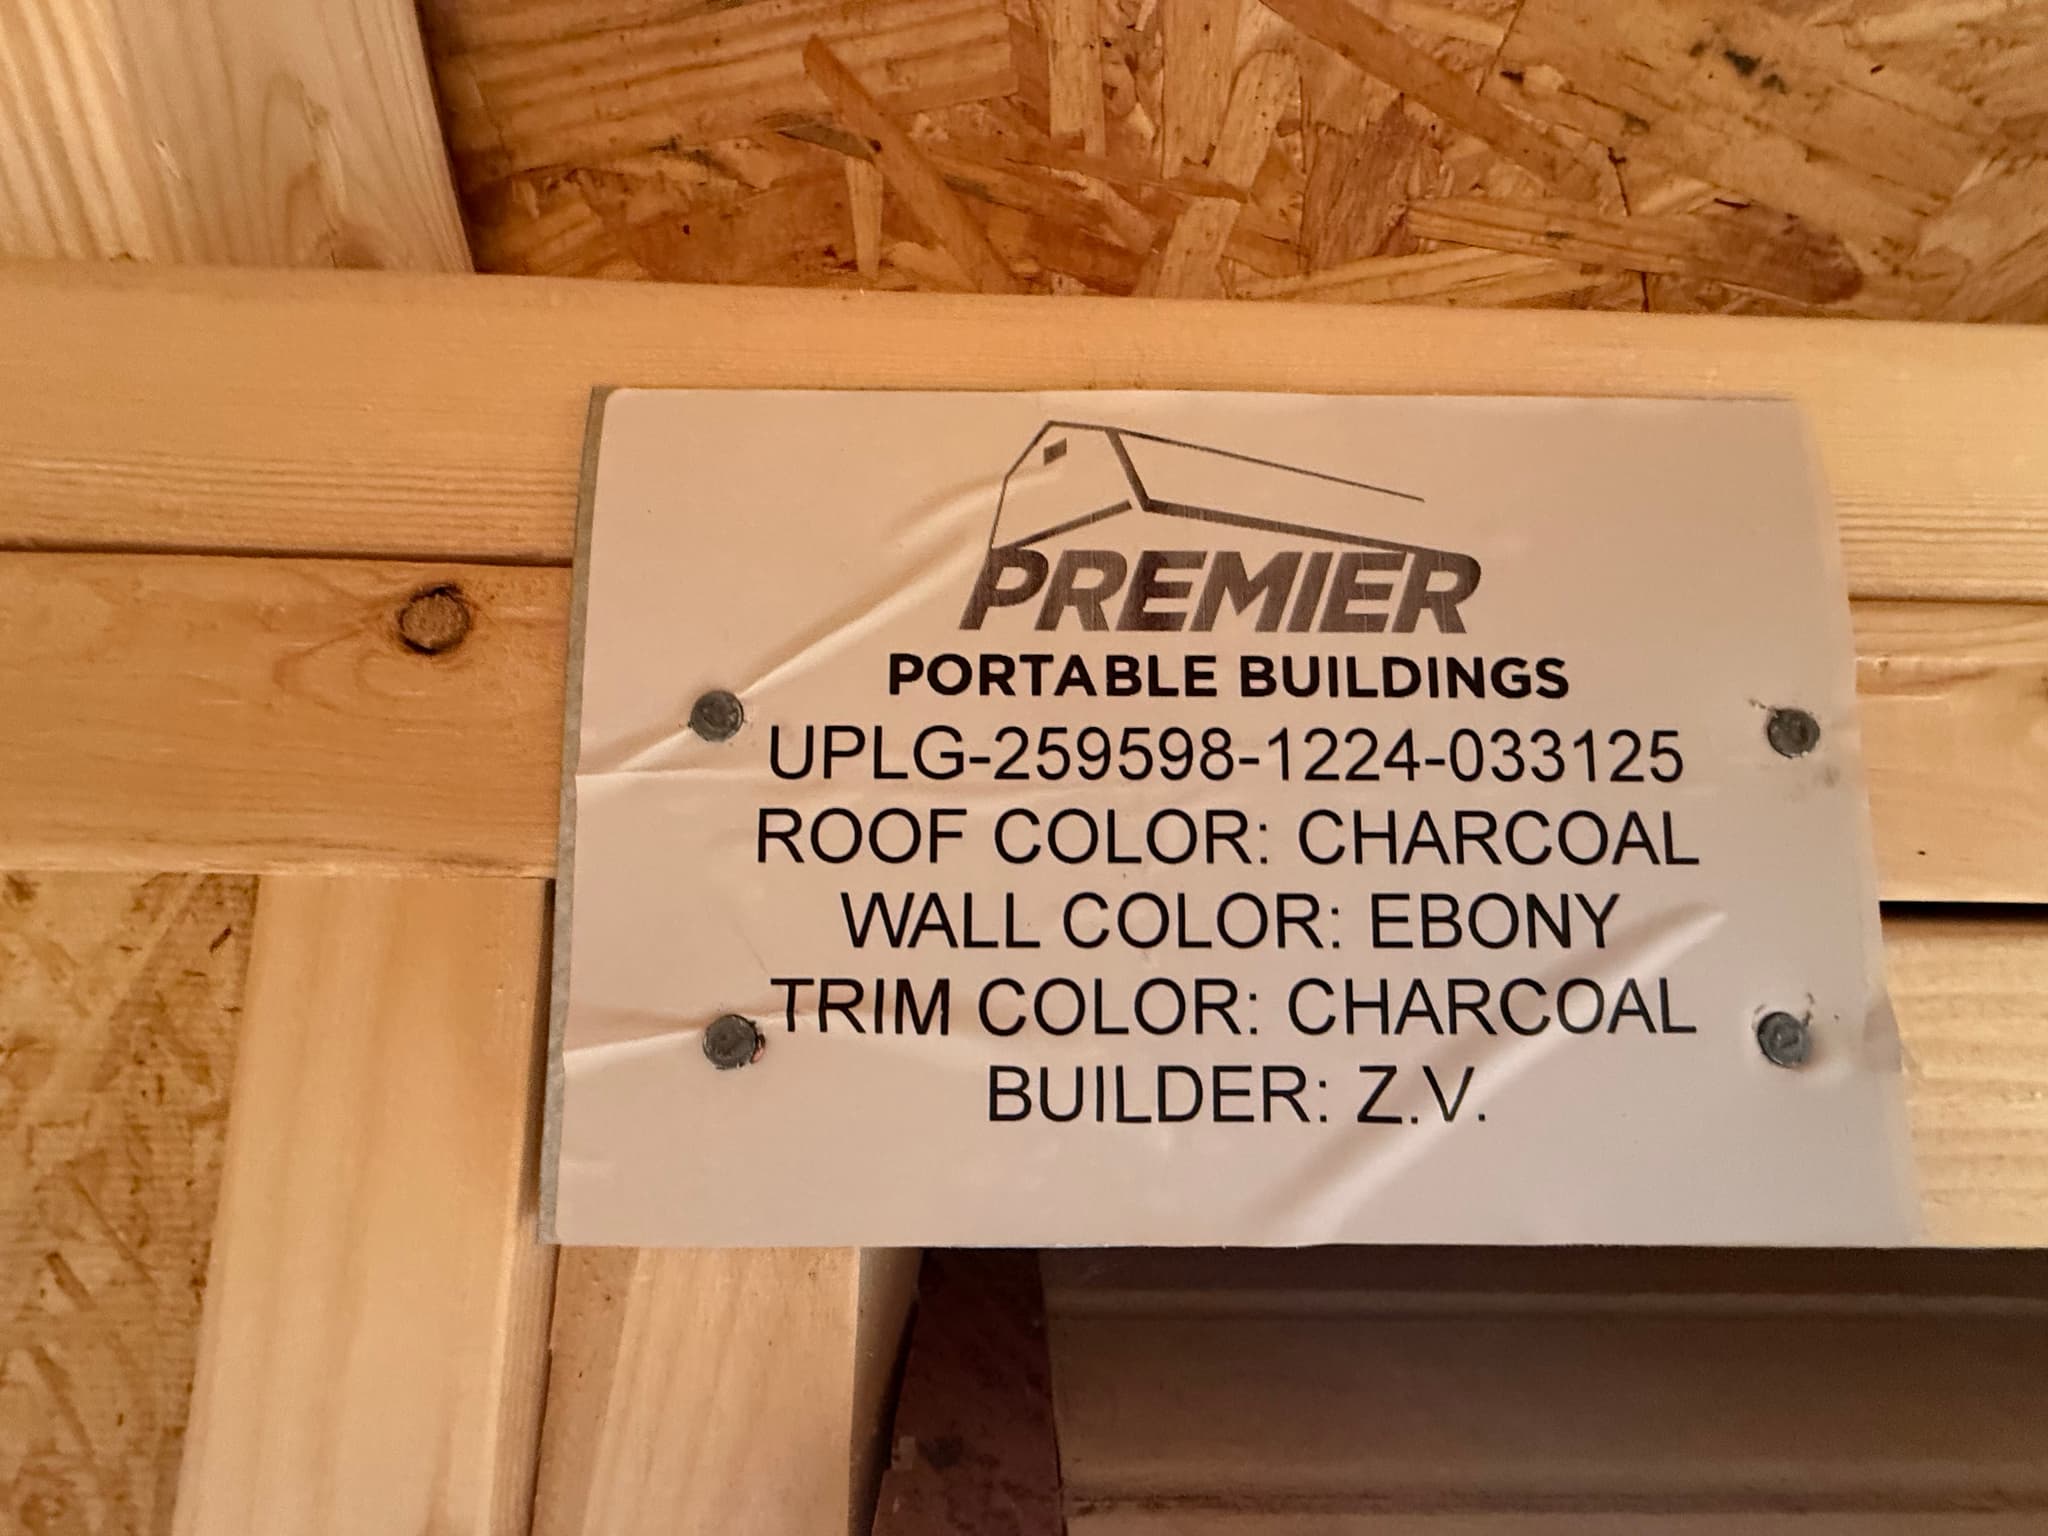 PREMIER
PORTABLE BUILDINGS
UPLG-259598-1224-033125
ROOF COLOR: CHARCOAL
WALL COLOR: EBONY
TRIM COLOR: CHARCOAL
BUILDER: Z.V.